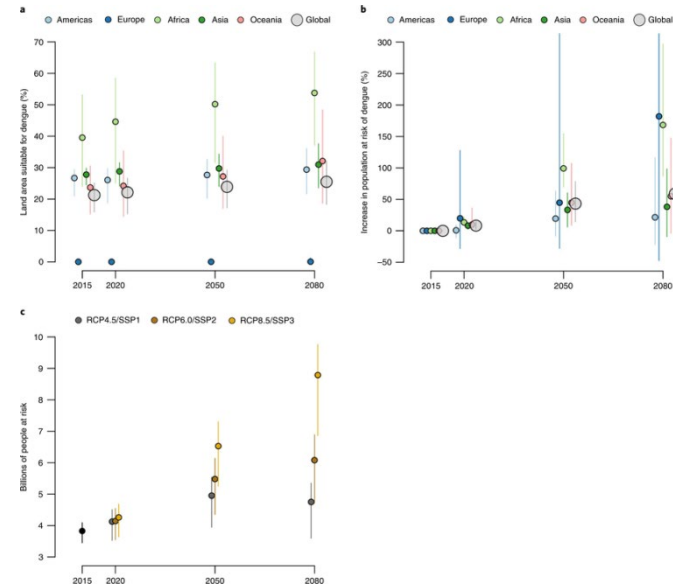 a
Americas Europe Africa Asia Oceania Global
Land area suitable for dengue (%)
70
60
50
40
30
20
10
0
2015 2020 2050 2080
b
Americas Europe Africa Asia Oceania Global
Increase in population at risk of dengue (%)
300
250
200
150
100
50
0
−50
2015 2020 2050 2080
c
RCP4.5/SSP1 RCP6.0/SSP2 RCP8.5/SSP3
Billions of people at risk
10
9
8
7
6
5
4
3
2015 2020 2050 2080